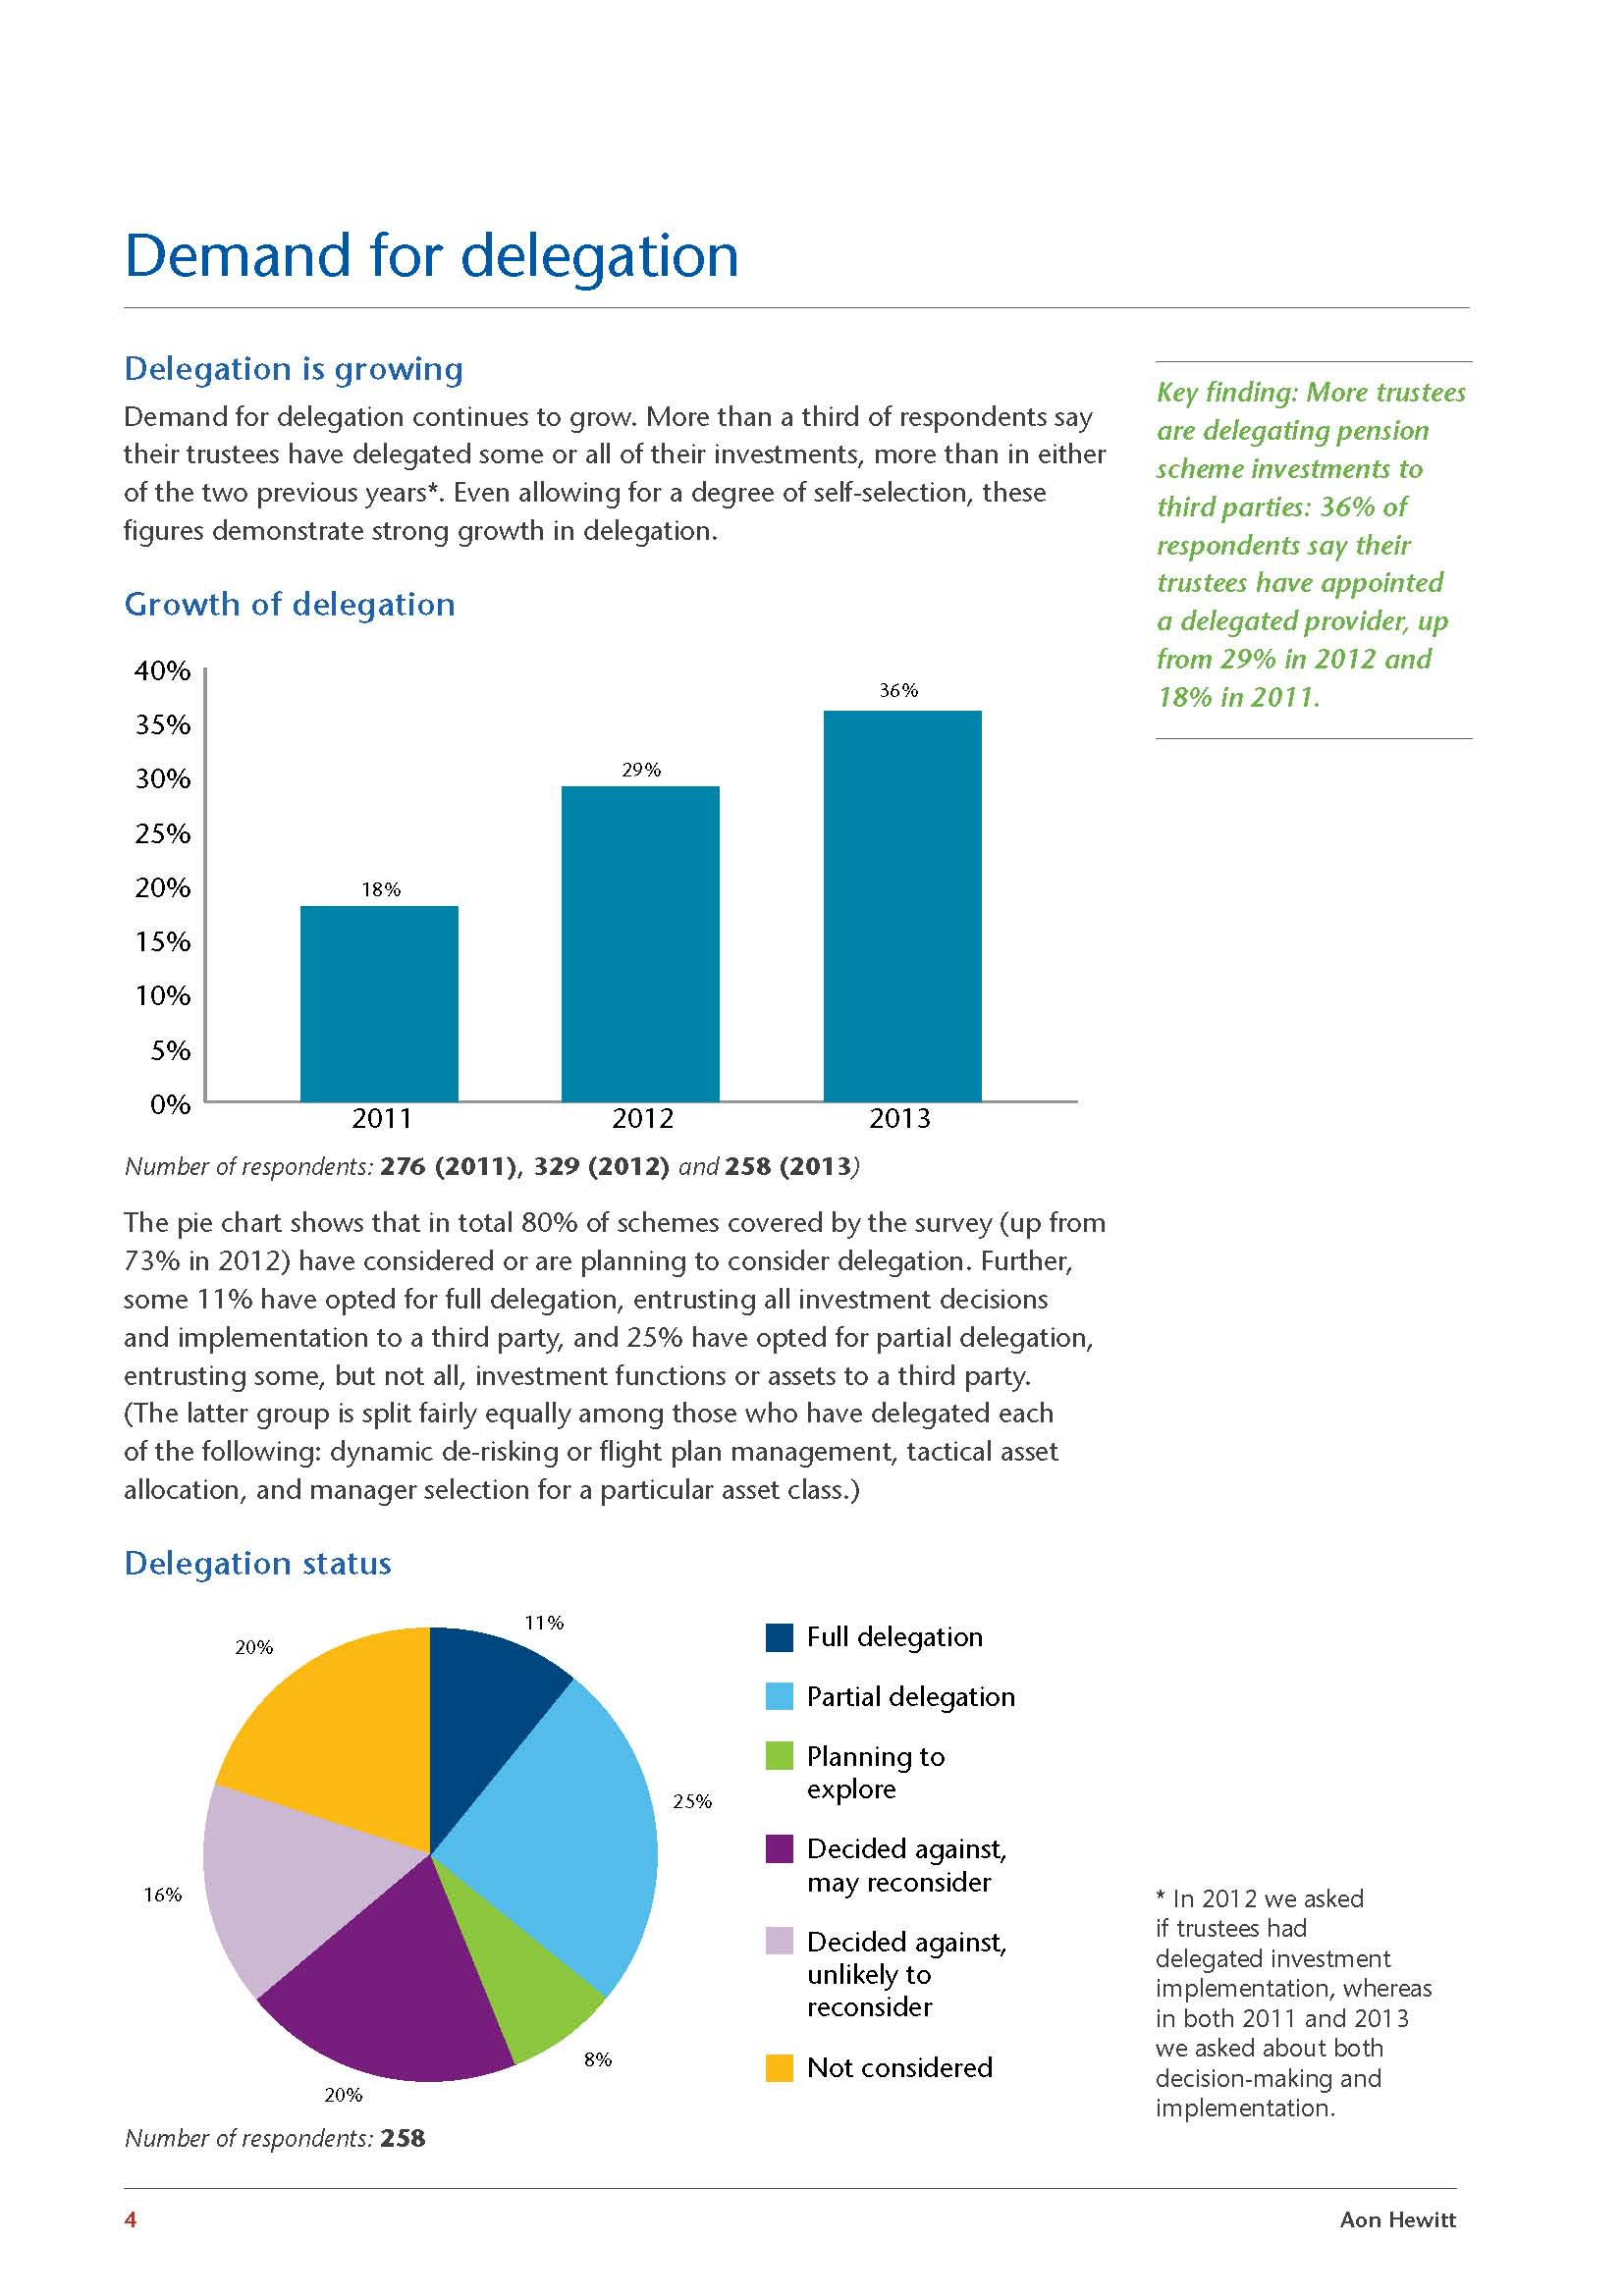 Demand for delegation
Delegation is growing
Demand for delegation continues to grow. More than a third of respondents say
their trustees have delegated some or all of their investments, more than in either
of the two previous years*. Even allowing for a degree of self-selection, these
figures demonstrate strong growth in delegation.
Key finding: More trustees
are delegating pension
scheme investments to
third parties: 36% of
respondents say their
trustees have appointed
a delegated provider, up
from 29% in 2012 and
18% in 2011.
Growth of delegation
40%
35%
30%
25%
20%
15%
10%
5%
0%
18%
29%
36%
2011
2012
2013
Number of respondents: 276 (2011), 329 (2012) and 258 (2013)
The pie chart shows that in total 80% of schemes covered by the survey (up from
73% in 2012) have considered or are planning to consider delegation. Further,
some 11% have opted for full delegation, entrusting all investment decisions
and implementation to a third party, and 25% have opted for partial delegation,
entrusting some, but not all, investment functions or assets to a third party.
(The latter group is split fairly equally among those who have delegated each
of the following: dynamic de-risking or flight plan management, tactical asset
allocation, and manager selection for a particular asset class.)
Delegation status
11%
25%
8%
20%
16%
20%
Full delegation
Partial delegation
Planning to
explore
Decided against,
may reconsider
Decided against,
unlikely to
reconsider
Not considered
Number of respondents: 258
* In 2012 we asked
if trustees had
delegated investment
implementation, whereas
in both 2011 and 2013
we asked about both
decision-making and
implementation.
4
Aon Hewitt